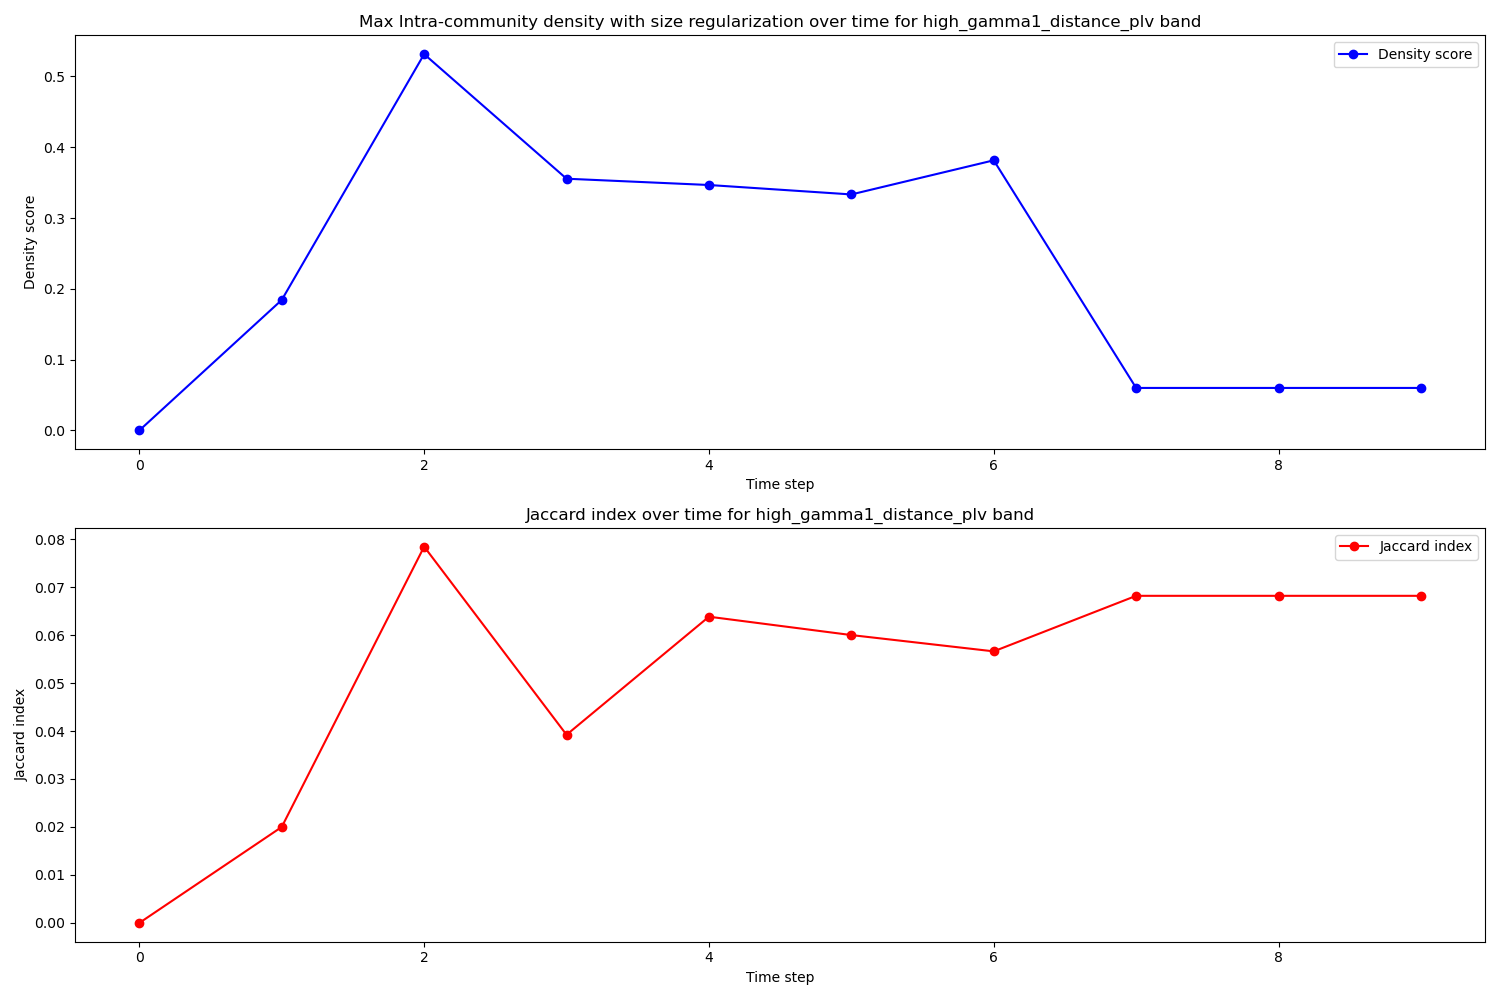 Max Intra-community density with size regularization over time for high_gamma1_distance_plv band
Density score
0.5
0.4
0.3
0.2
0.1
0.0
Density score
0 2 4 6 8
Time step
Jaccard index over time for high_gamma1_distance_plv band
Jaccard index
0.08
0.07
0.06
0.05
0.04
0.03
0.02
0.01
0.00
Jaccard index
0 2 4 6 8
Time step